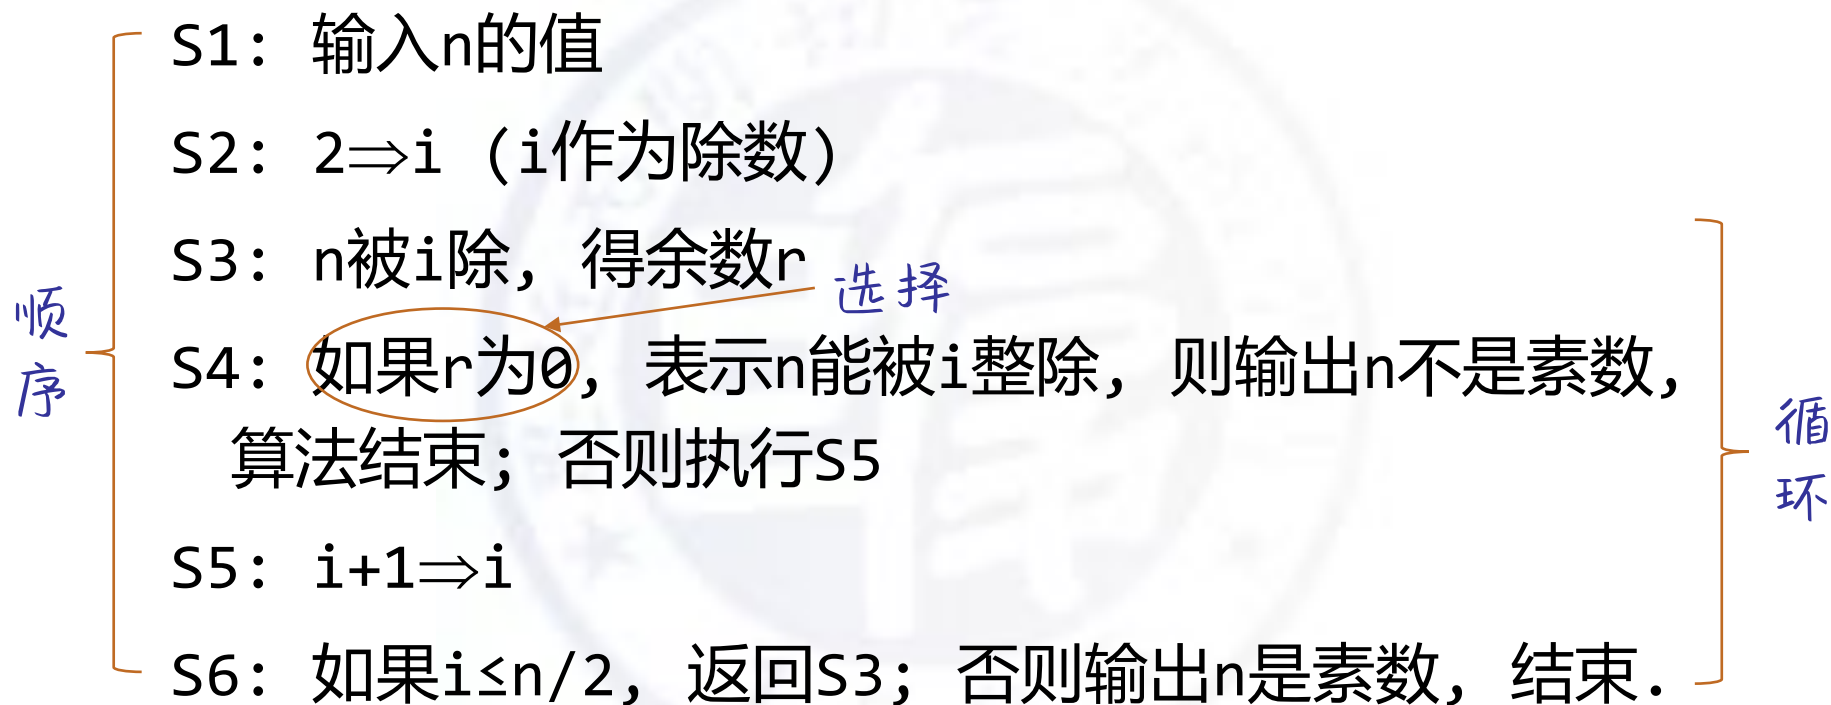 S1: 输入n的值
S2: 2⇒i (i作为除数)
S3: n被i除, 得余数r
选择
顺序
S4: 如果r为0, 表示n能被i整除, 则输出n不是素数,
算法结束; 否则执行S5
循环
S5: i+1⇒i
S6: 如果i≤n/2, 返回S3; 否则输出n是素数, 结束.